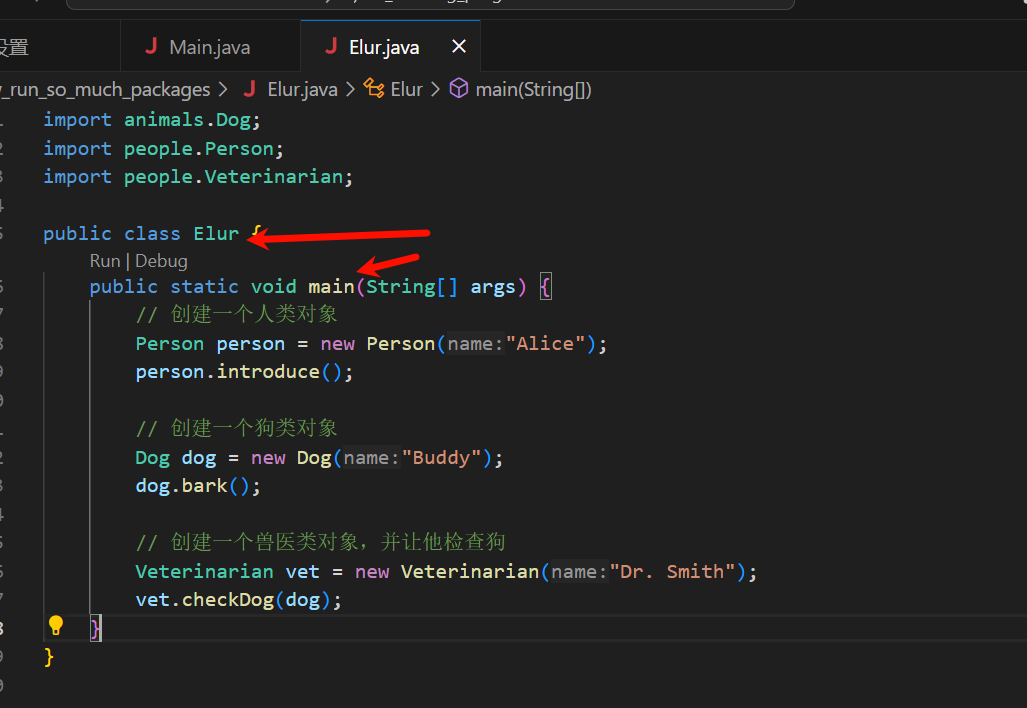 设置 Main.java Elur.java
_run_so_much_packages > Elur.java > Elur > main(String[])
import animals.Dog;
import people.Person;
import people.Veterinarian;
public class Elur {
Run | Debug
public static void main(String[] args) {
// 创建一个人类对象
Person person = new Person(name:"Alice");
person.introduce();
// 创建一个狗类对象
Dog dog = new Dog(name:"Buddy");
dog.bark();
// 创建一个兽医类对象，并让他检查狗
Veterinarian vet = new Veterinarian(name:"Dr. Smith");
vet.checkDog(dog);
}
}